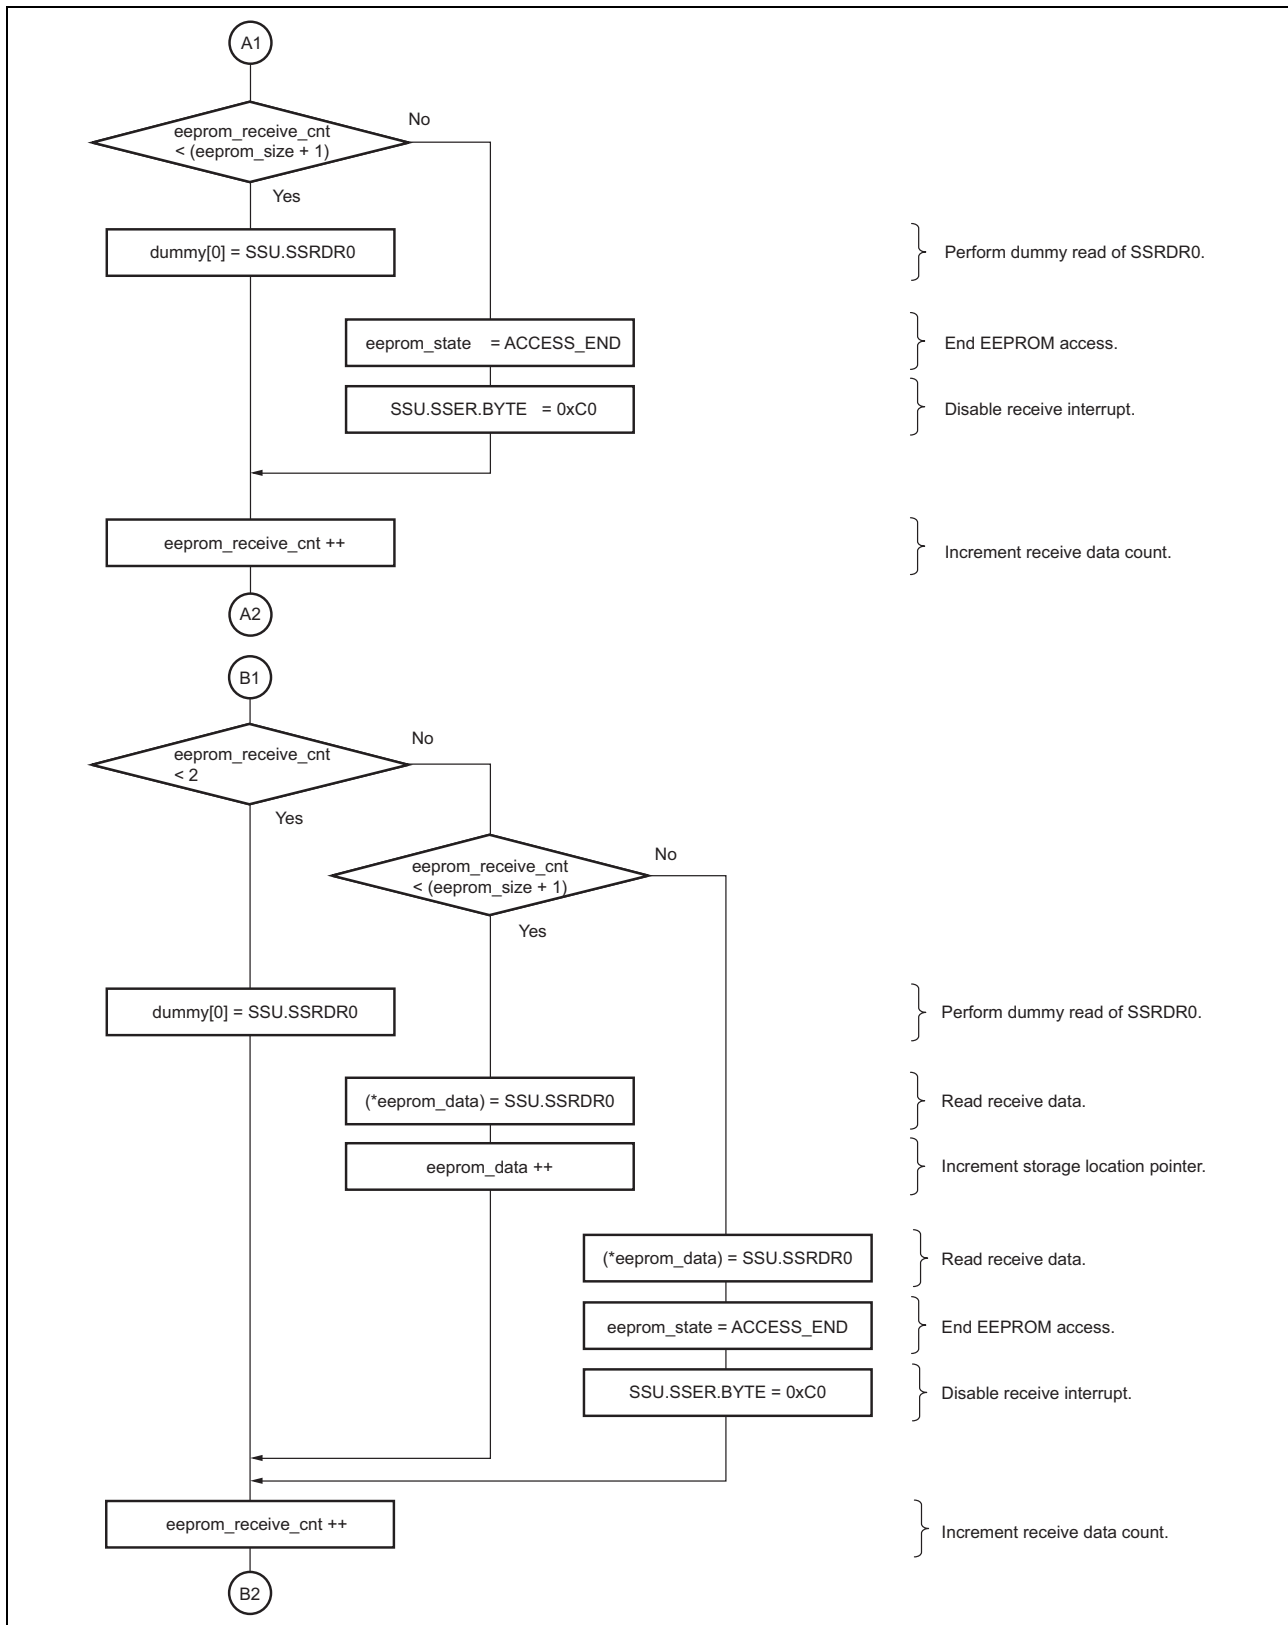 A1
eeprom_receive_cnt
< (eeprom_size + 1)
No
Yes
dummy[0] = SSU.SSRDR0
Perform dummy read of SSRDR0.
eeprom_state = ACCESS_END
End EEPROM access.
SSU.SSER.BYTE = 0xC0
Disable receive interrupt.
eeprom_receive_cnt ++
Increment receive data count.
A2
B1
eeprom_receive_cnt
< 2
No
Yes
eeprom_receive_cnt
< (eeprom_size + 1)
No
Yes
dummy[0] = SSU.SSRDR0
Perform dummy read of SSRDR0.
(*eeprom_data) = SSU.SSRDR0
Read receive data.
eeprom_data ++
Increment storage location pointer.
(*eeprom_data) = SSU.SSRDR0
Read receive data.
eeprom_state = ACCESS_END
End EEPROM access.
SSU.SSER.BYTE = 0xC0
Disable receive interrupt.
eeprom_receive_cnt ++
Increment receive data count.
B2